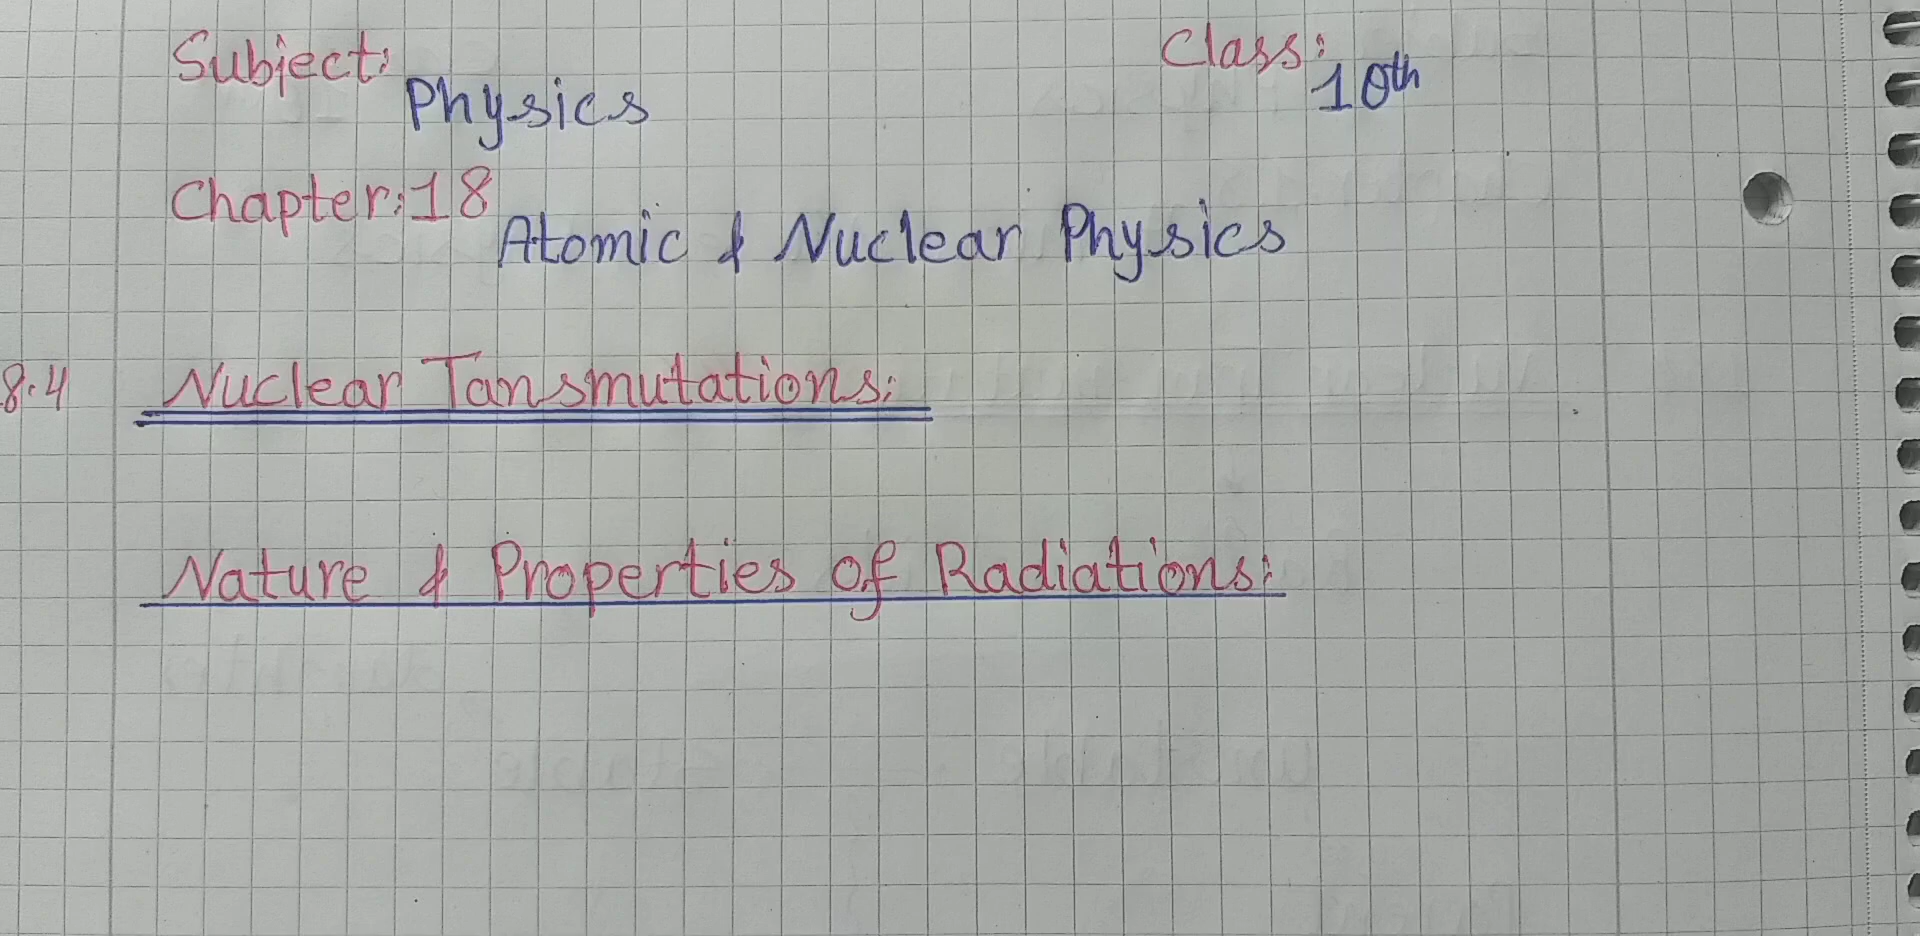 Subject: Class:
Physics 10th
Chapter:18
Atomic & Nuclear Physics
8.4 Nuclear Tansmutations:
Nature & Properties of Radiations: